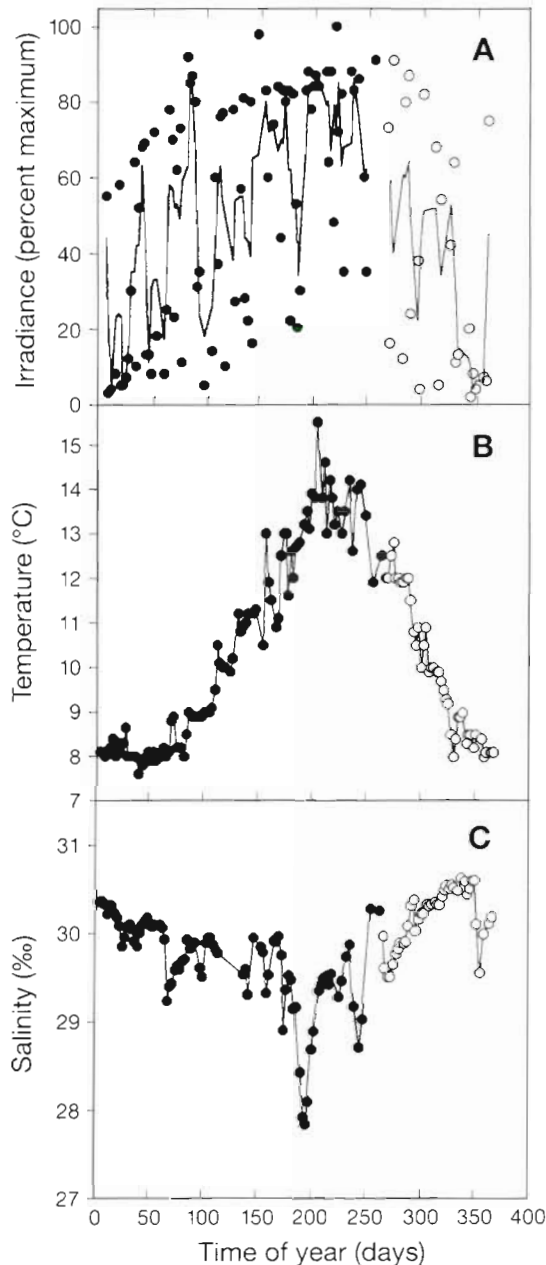 100
80
60
40
20
0
Irradiance (percent maximum)
A
15
14
13
12
11
10
9
8
7
Temperature (°C)
B
31
30
29
28
27
Salinity (‰)
C
0 50 100 150 200 250 300 350 400
Time of year (days)